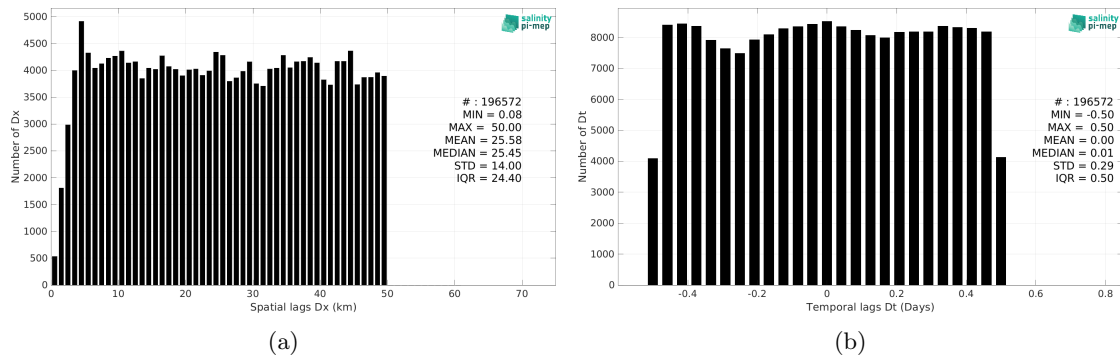 salinity
pi-mep
5000
4500
4000
3500
3000
2500
2000
1500
1000
500
0
Number of Dx
# : 196572
MIN = 0.08
MAX = 50.00
MEAN = 25.58
MEDIAN = 25.45
STD = 14.00
IQR = 24.40
0 10 20 30 40 50 60 70
Spatial lags Dx (km)
(a)
salinity
pi-mep
8000
7000
6000
5000
4000
3000
2000
1000
0
Number of Dt
# : 196572
MIN = -0.50
MAX = 0.50
MEAN = 0.00
MEDIAN = 0.01
STD = 0.29
IQR = 0.50
-0.4 -0.2 0 0.2 0.4 0.6 0.8
Temporal lags Dt (Days)
(b)